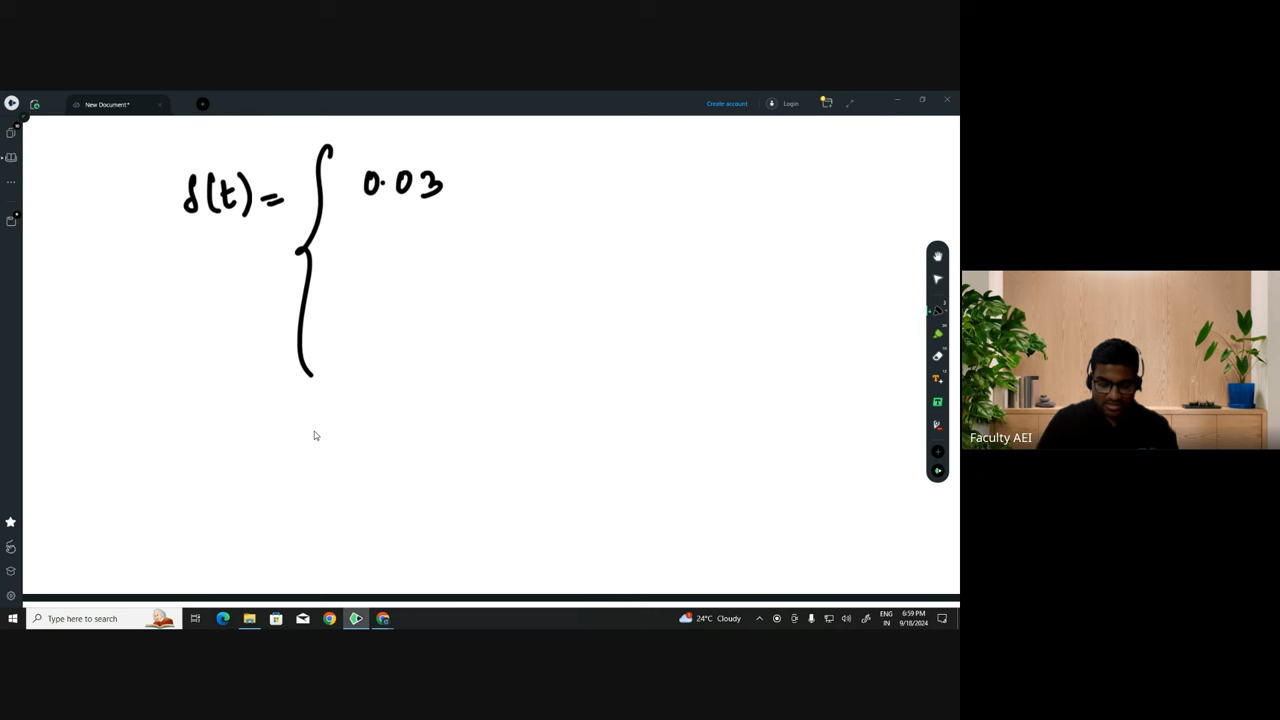 New Document*
Create account
Login
δ(t) = { 0.03
3
Faculty AEI
Type here to search
24°C Cloudy
ENG
IN
6:59 PM
9/18/2024